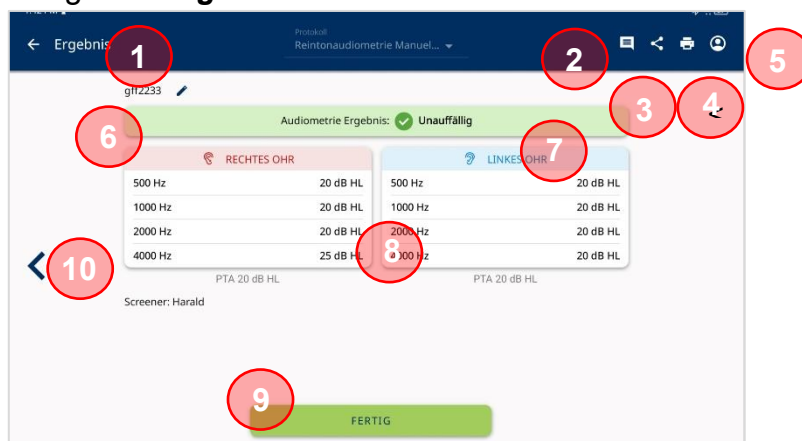 Protokoll
← Ergebnis
Reintonaudiometrie Manuel...
1
2
5
gff2233
3
4
6
Audiometrie Ergebnis: Unauffällig
7
RECHTES OHR
LINKES OHR
500 Hz 20 dB HL 500 Hz 20 dB HL
1000 Hz 20 dB HL 1000 Hz 20 dB HL
2000 Hz 20 dB HL 2000 Hz 20 dB HL
8
4000 Hz 25 dB HL 4000 Hz 20 dB HL
10
PTA 20 dB HL PTA 20 dB HL
Screener: Harald
9
FERTIG